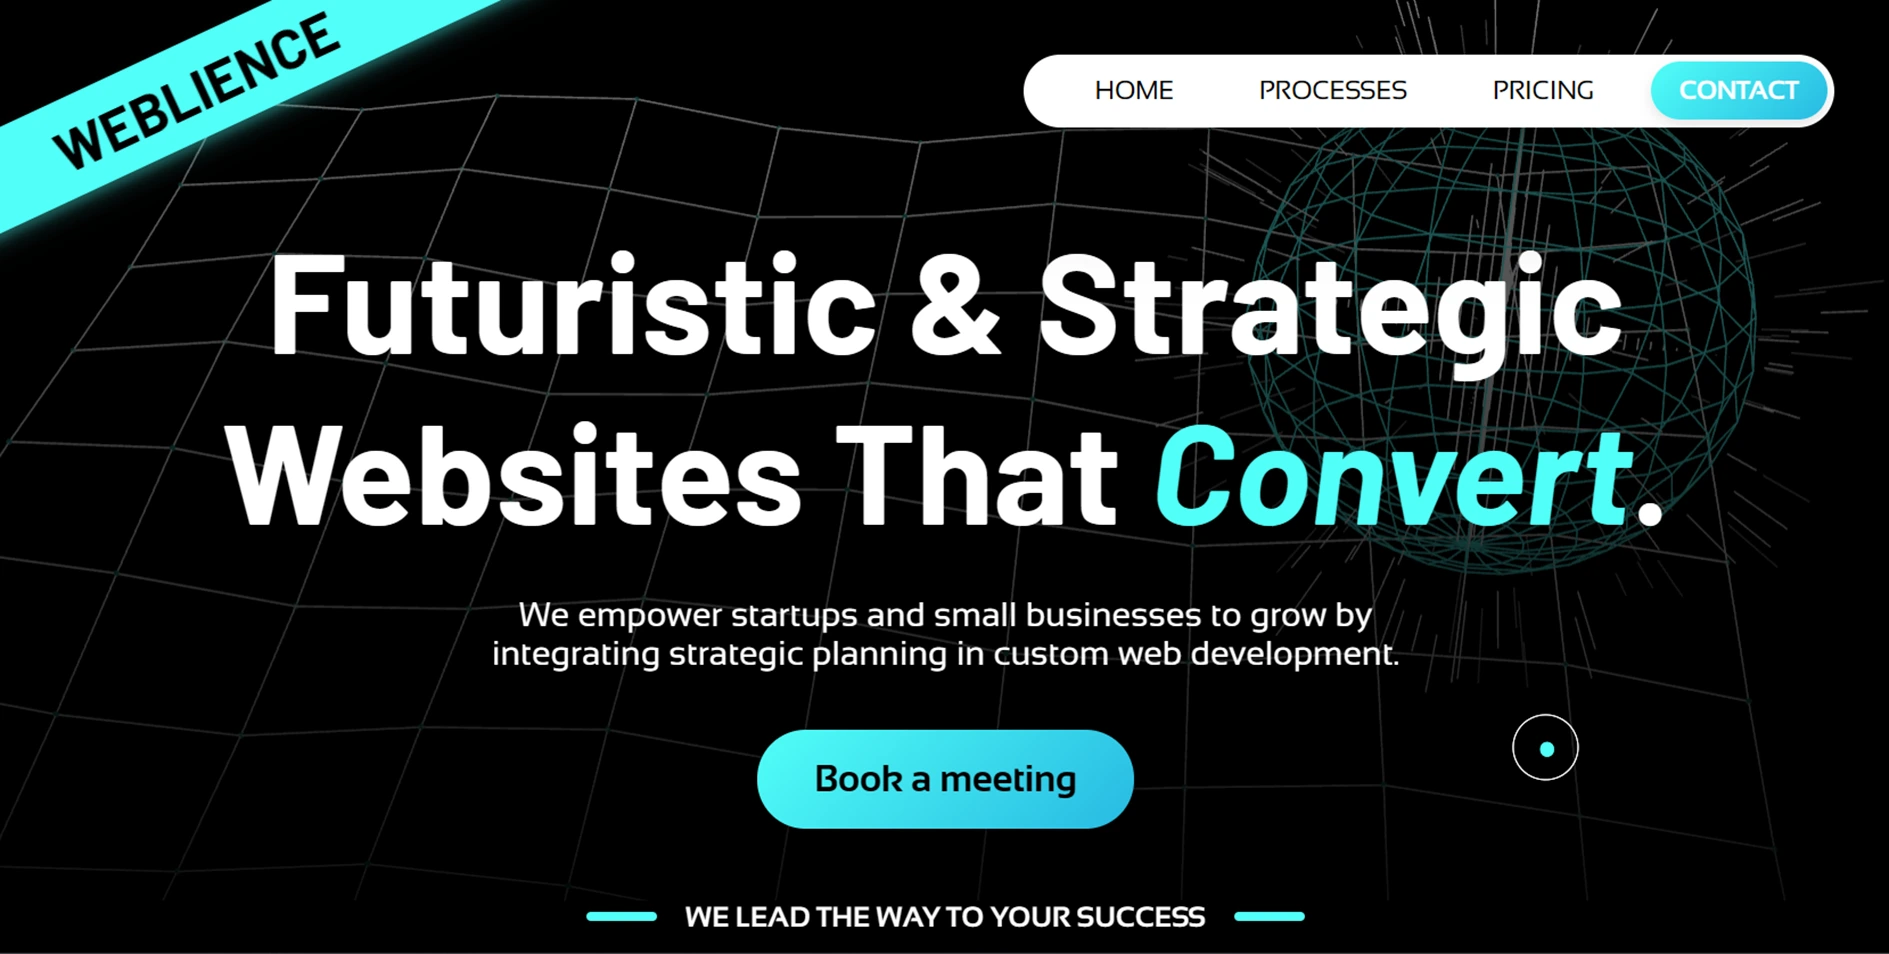 WEBLIENCE
HOME PROCESSES PRICING CONTACT
Futuristic & Strategic
Websites That Convert.
We empower startups and small businesses to grow by
integrating strategic planning in custom web development.
Book a meeting
WE LEAD THE WAY TO YOUR SUCCESS